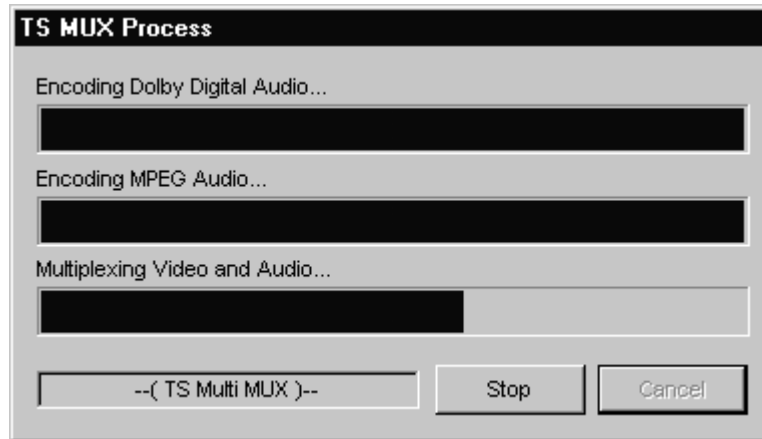 TS MUX Process
Encoding Dolby Digital Audio...
Encoding MPEG Audio...
Multiplexing Video and Audio...
--( TS Multi MUX )-- Stop Cancel